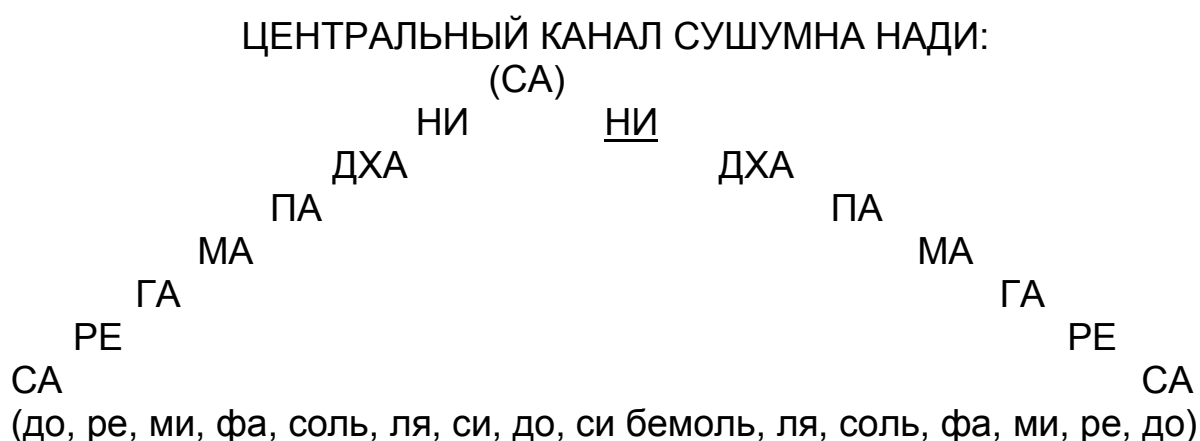 ЦЕНТРАЛЬНЫЙ КАНАЛ СУШУМНА НАДИ:
(СА)
НИ НИ
ДХА ДХА
ПА ПА
МА МА
ГА ГА
РЕ РЕ
СА СА
(до, ре, ми, фа, соль, ля, си, до, си бемоль, ля, соль, фа, ми, ре, до)